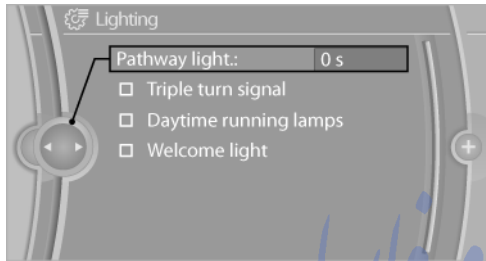 Lighting
Pathway light.: 0 s
Triple turn signal
Daytime running lamps
Welcome light